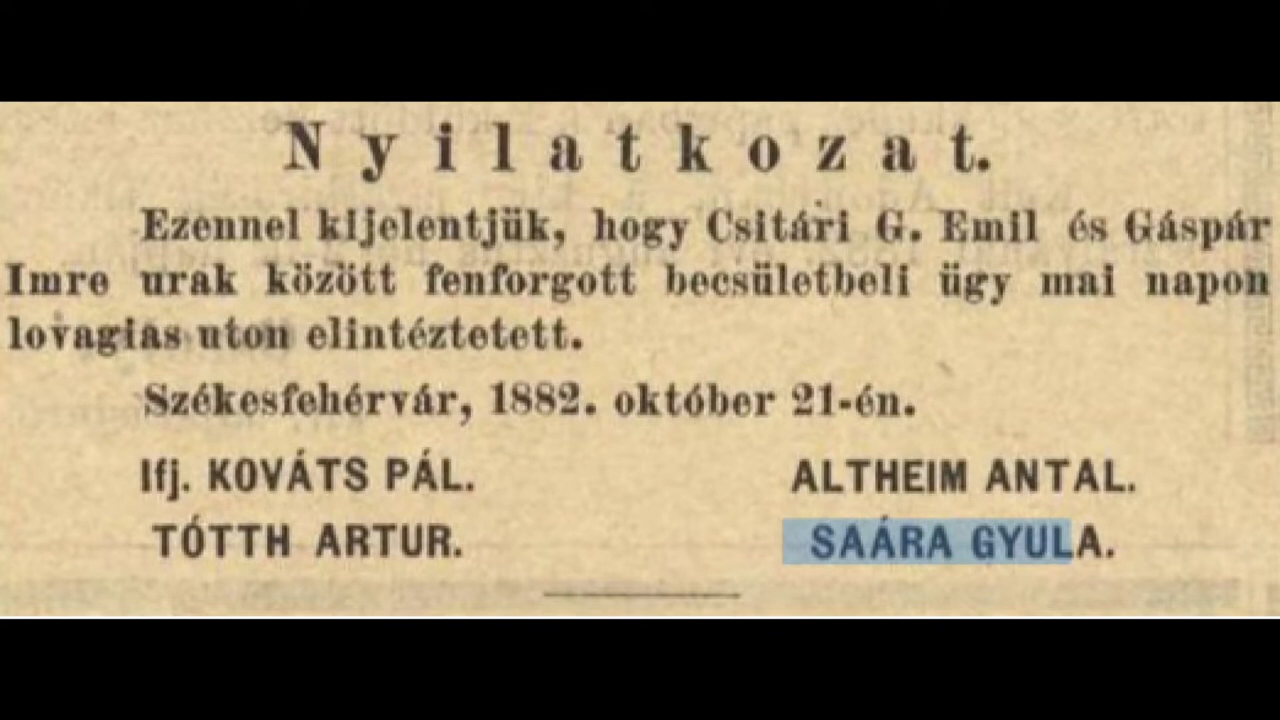 Nyilatkozat.
Ezennel kijelentjük, hogy Csitári G. Emil és Gáspár
Imre urak között fenforgott becsületbeli ügy mai napon
lovagias uton elintéztetett.
Székesfehérvár, 1882. október 21-én.
Ifj. KOVÁTS PÁL. ALTHEIM ANTAL.
TÓTTH ARTUR. SAÁRA GYULA.